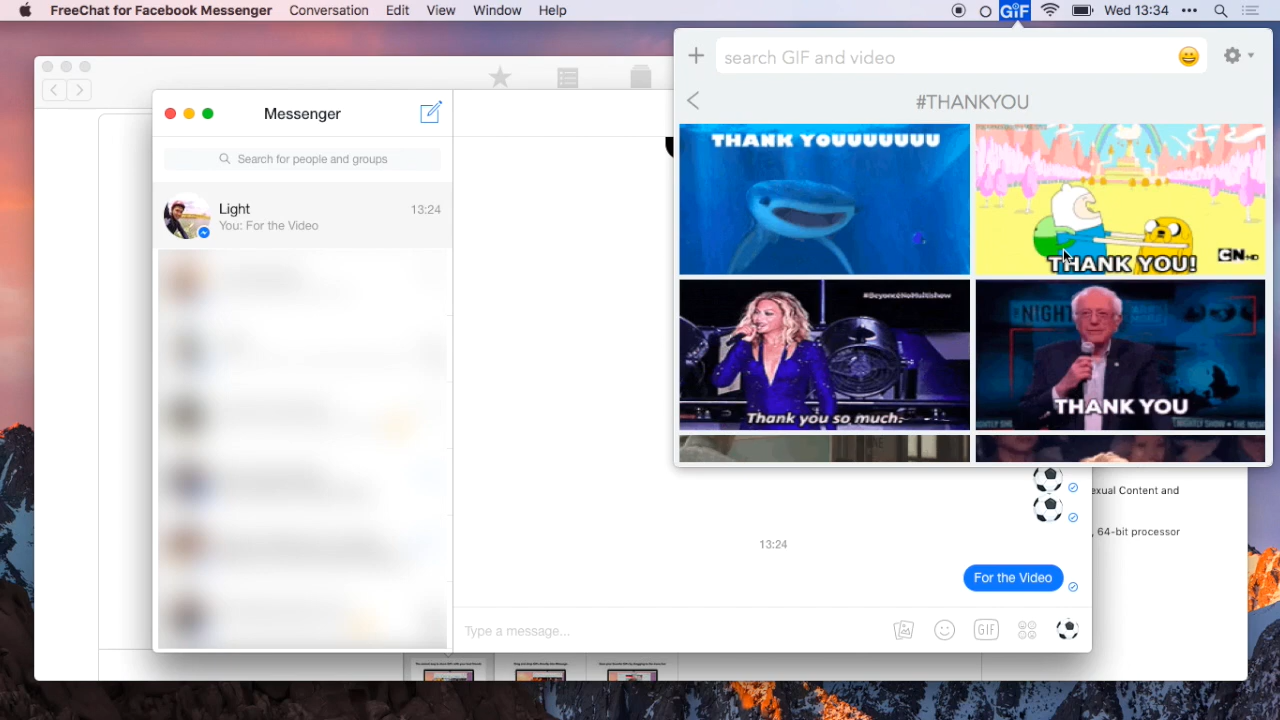 FreeChat for Facebook Messenger Conversation Edit View Window Help
GIF Wed 13:34
search GIF and video
#THANKYOU
THANK YOUUUUUUU
THANK YOU!
CN HD
#BeyonceNoMultishow
Thank you so much.
NIGHT
THANK YOU
Messenger
Search for people and groups
Light 13:24
You: For the Video
exual Content and
, 64-bit processor
13:24
For the Video
Type a message...
GIF